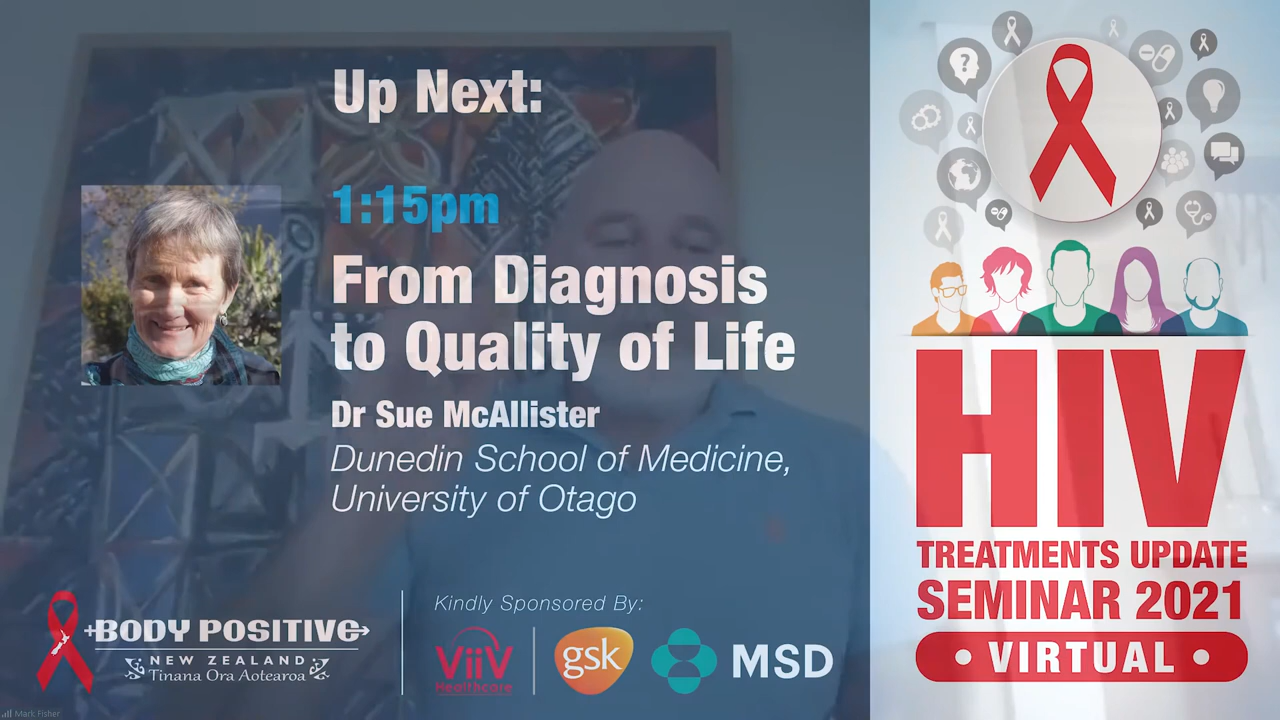 Up Next:
1:15pm
From Diagnosis
to Quality of Life
Dr Sue McAllister
Dunedin School of Medicine,
University of Otago
BODY POSITIVE
NEW ZEALAND
Tinana Ora Aotearoa
Kindly Sponsored By:
ViiV
Healthcare
gsk
MSD
?
HIV
TREATMENTS UPDATE
SEMINAR 2021
• VIRTUAL •
Mark Fisher